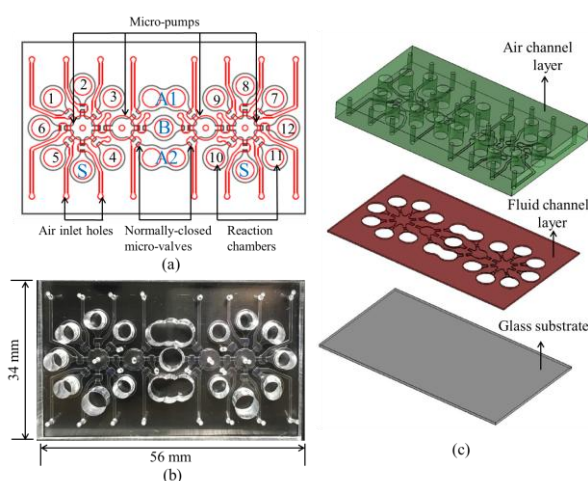 Micro-pumps
1
2
3
A1
9
8
7
6
B
12
5
S
4
A2
10
S
11
Air inlet holes
Normally-closed
micro-valves
Reaction
chambers
(a)
34 mm
56 mm
(b)
Air channel
layer
Fluid channel
layer
Glass substrate
(c)